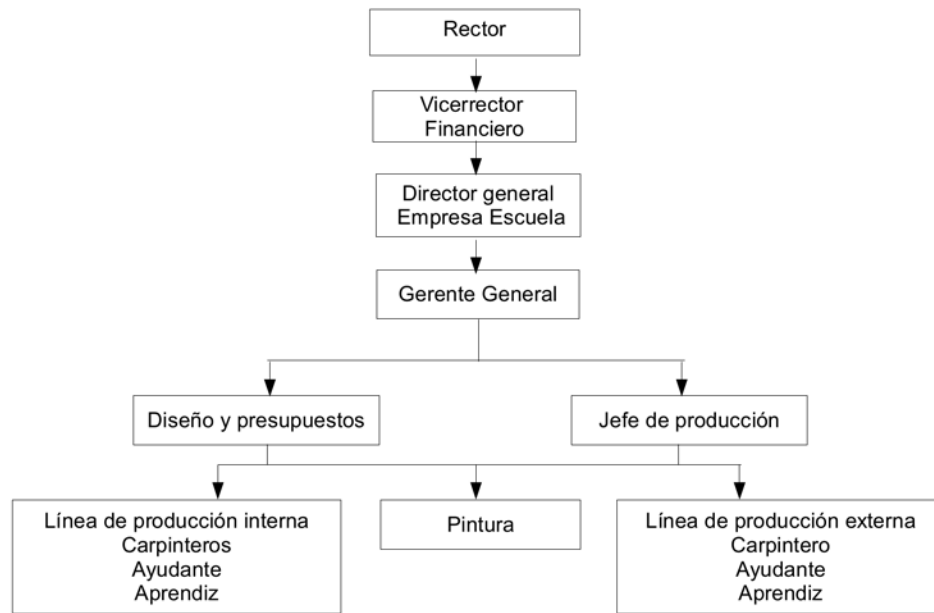 Rector
Vicerrector
Financiero
Director general
Empresa Escuela
Gerente General
Diseño y presupuestos
Jefe de producción
Línea de producción interna
Carpinteros
Ayudante
Aprendiz
Pintura
Línea de producción externa
Carpintero
Ayudante
Aprendiz